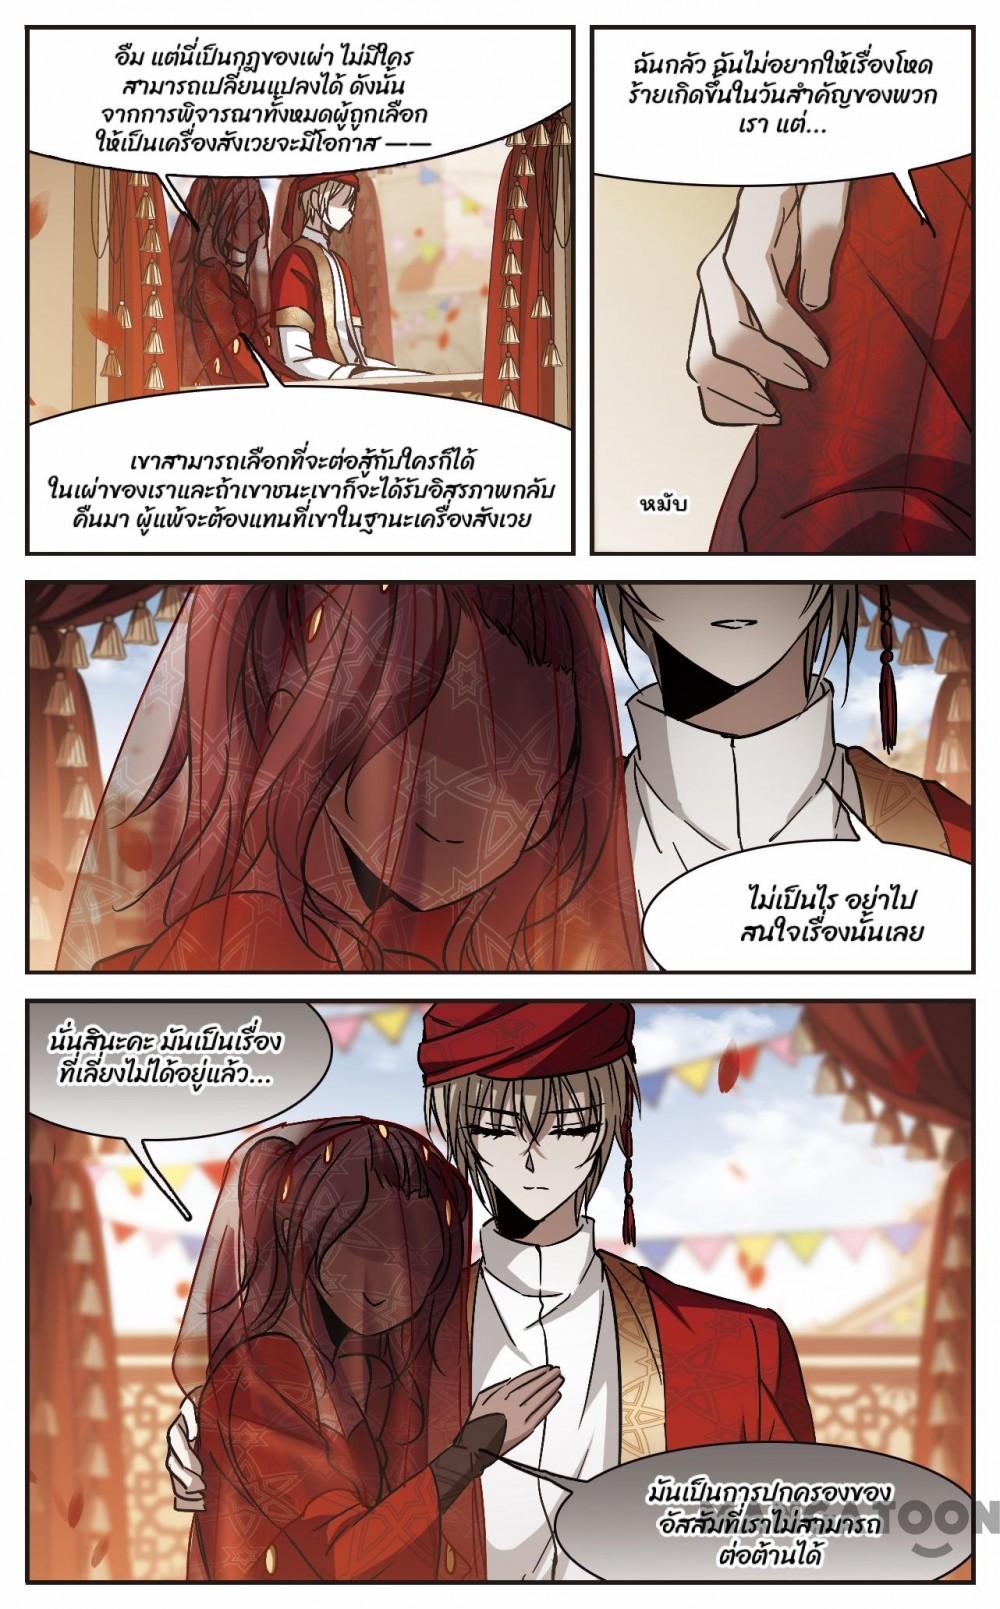 อืม แต่นี่เป็นกฎของเผ่า ไม่มีใคร
สามารถเปลี่ยนแปลงได้ ดังนั้น
จากการพิจารณาทั้งหมดผู้ถูกเลือก
ให้เป็นเครื่องสังเวยจะมีโอกาส ——
ฉันกลัว ฉันไม่อยากให้เรื่องโหด
ร้ายเกิดขึ้นในวันสำคัญของพวก
เรา แต่...
เขาสามารถเลือกที่จะต่อสู้กับใครก็ได้
ในเผ่าของเราและถ้าเขาชนะเขาก็จะได้รับอิสรภาพกลับ
คืนมา ผู้แพ้จะต้องแทนที่เขาในฐานะเครื่องสังเวย
หมับ
ไม่เป็นไร อย่าไป
สนใจเรื่องนั้นเลย
นั่นสินะคะ มันเป็นเรื่อง
ที่เลี่ยงไม่ได้อยู่แล้ว...
มันเป็นการปกครองของ
อัสสัมที่เราไม่สามารถ
ต่อต้านได้
MANGATOON